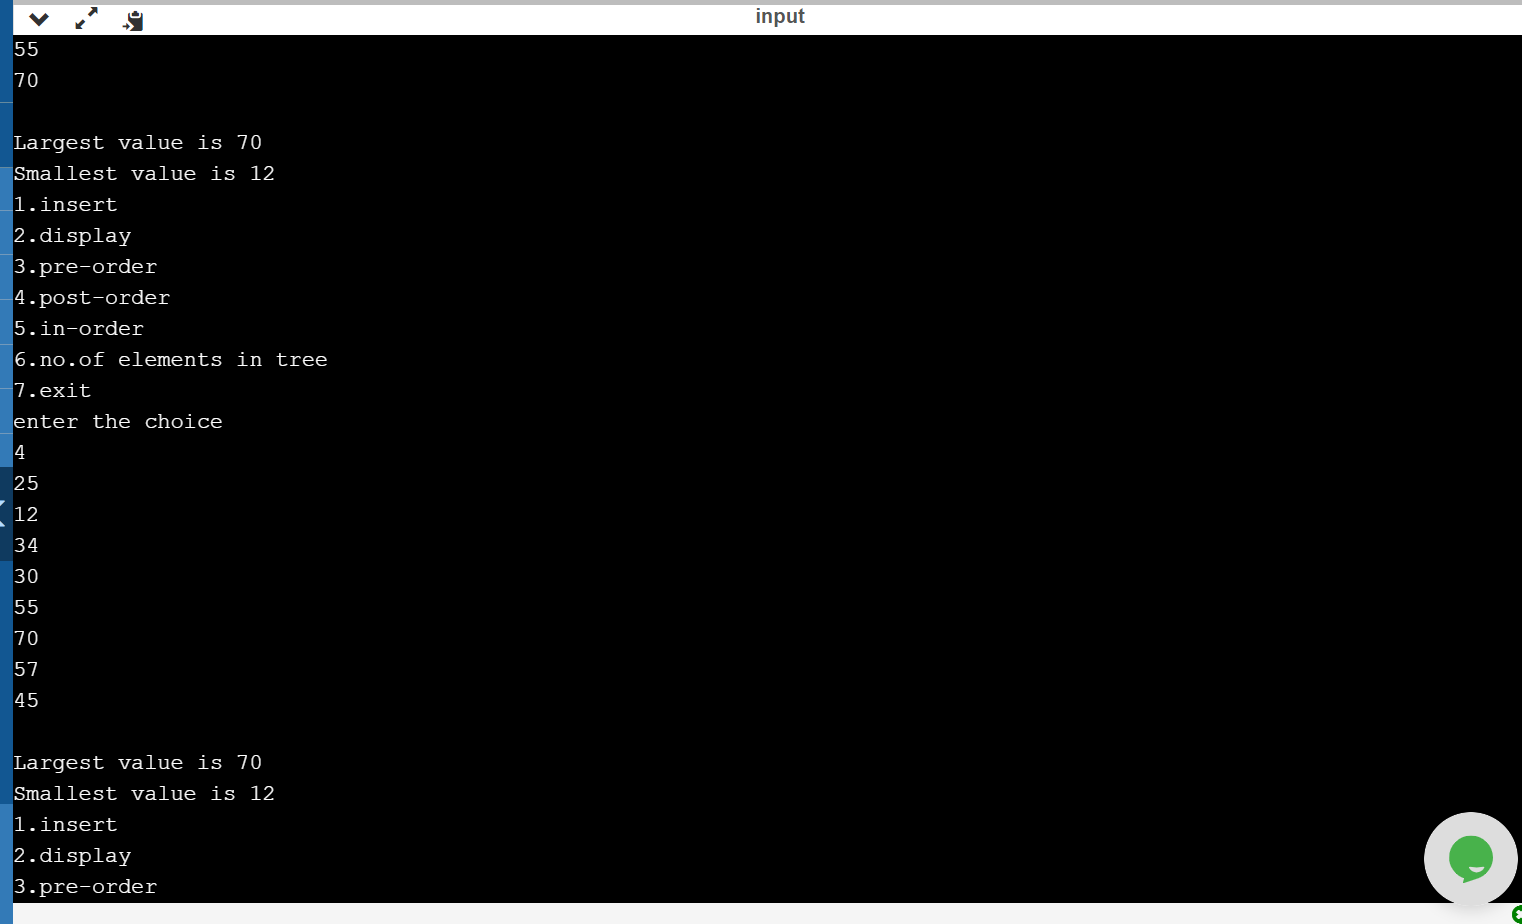 input
55
70
Largest value is 70
Smallest value is 12
1.insert
2.display
3.pre-order
4.post-order
5.in-order
6.no.of elements in tree
7.exit
enter the choice
4
25
12
34
30
55
70
57
45
Largest value is 70
Smallest value is 12
1.insert
2.display
3.pre-order